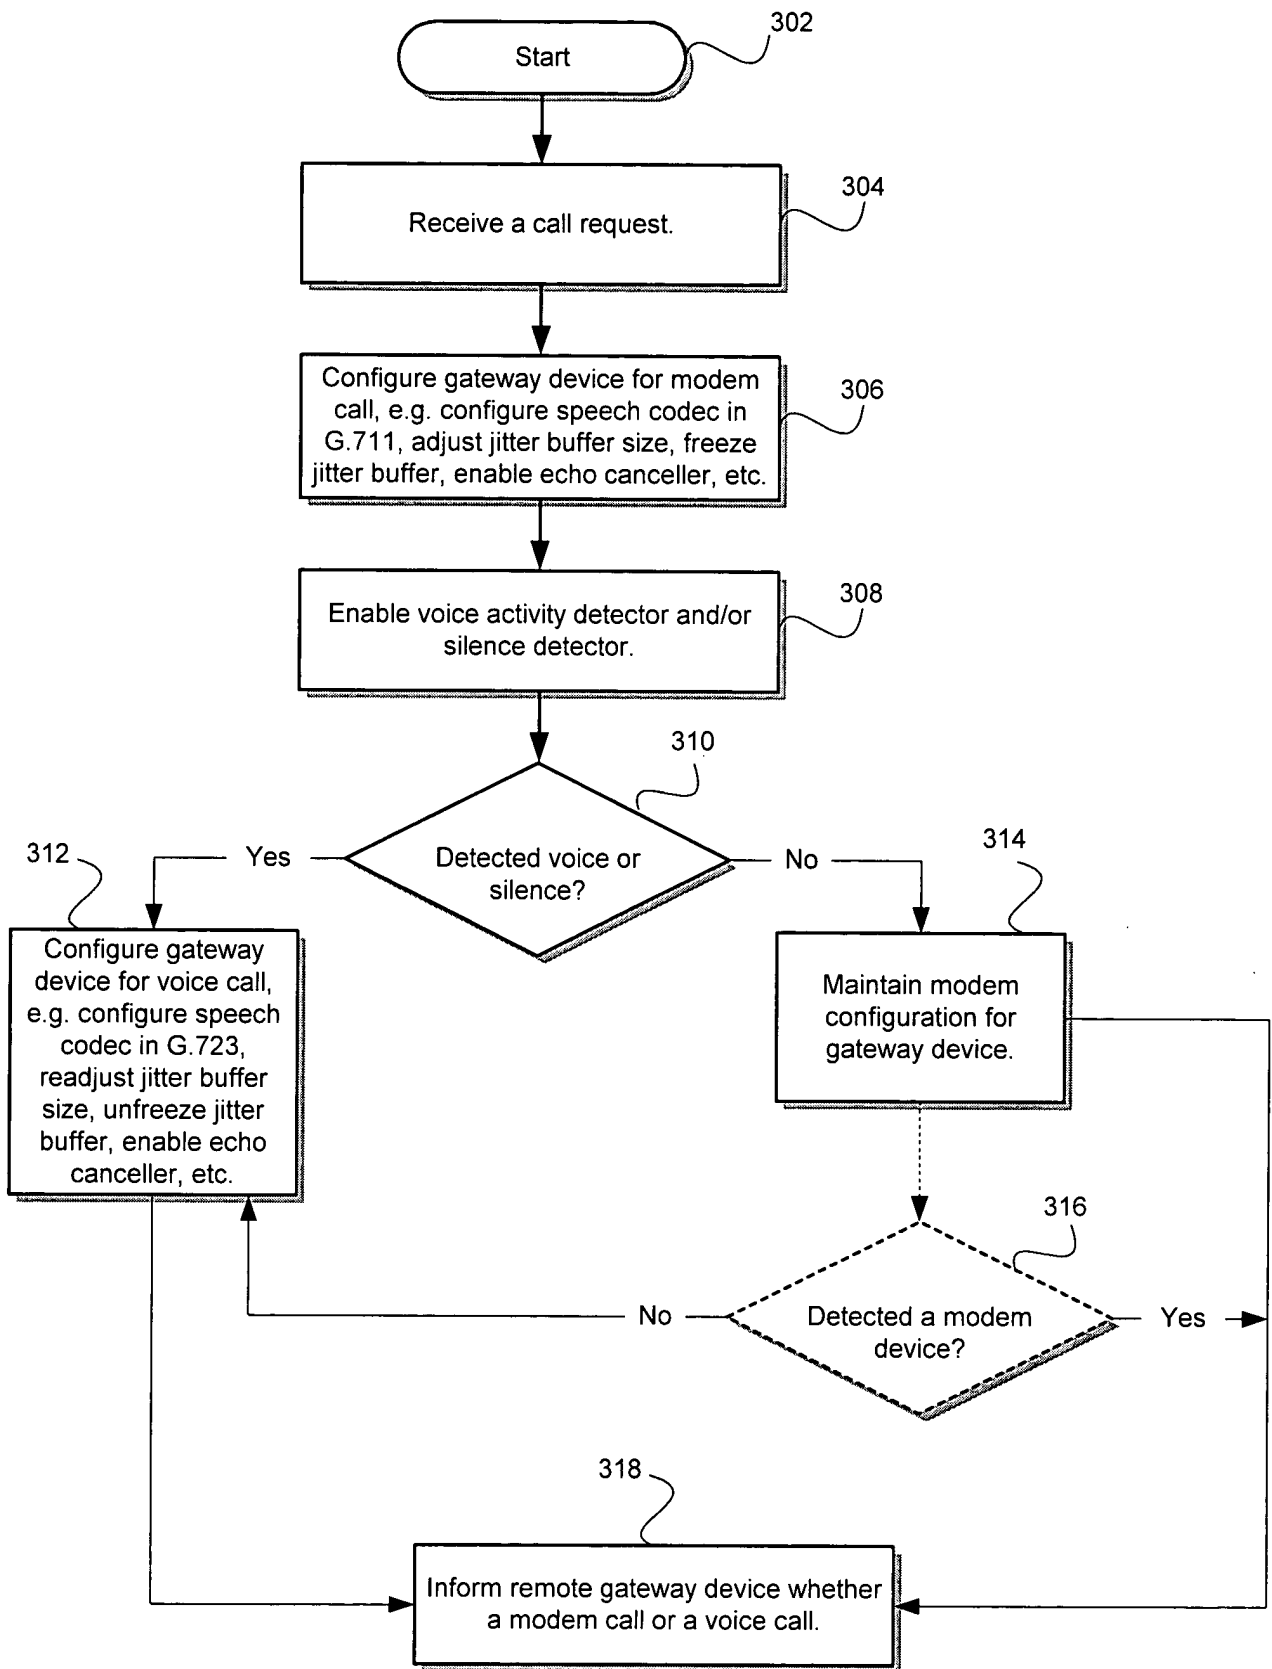 302
Start
304
Receive a call request.
306
Configure gateway device for modem
call, e.g. configure speech codec in
G.711, adjust jitter buffer size, freeze
jitter buffer, enable echo canceller, etc.
308
Enable voice activity detector and/or
silence detector.
310
Detected voice or
silence?
Yes
No
312
314
Configure gateway
device for voice call,
e.g. configure speech
codec in G.723,
readjust jitter buffer
size, unfreeze jitter
buffer, enable echo
canceller, etc.
Maintain modem
configuration for
gateway device.
316
Detected a modem
device?
No
Yes
318
Inform remote gateway device whether
a modem call or a voice call.